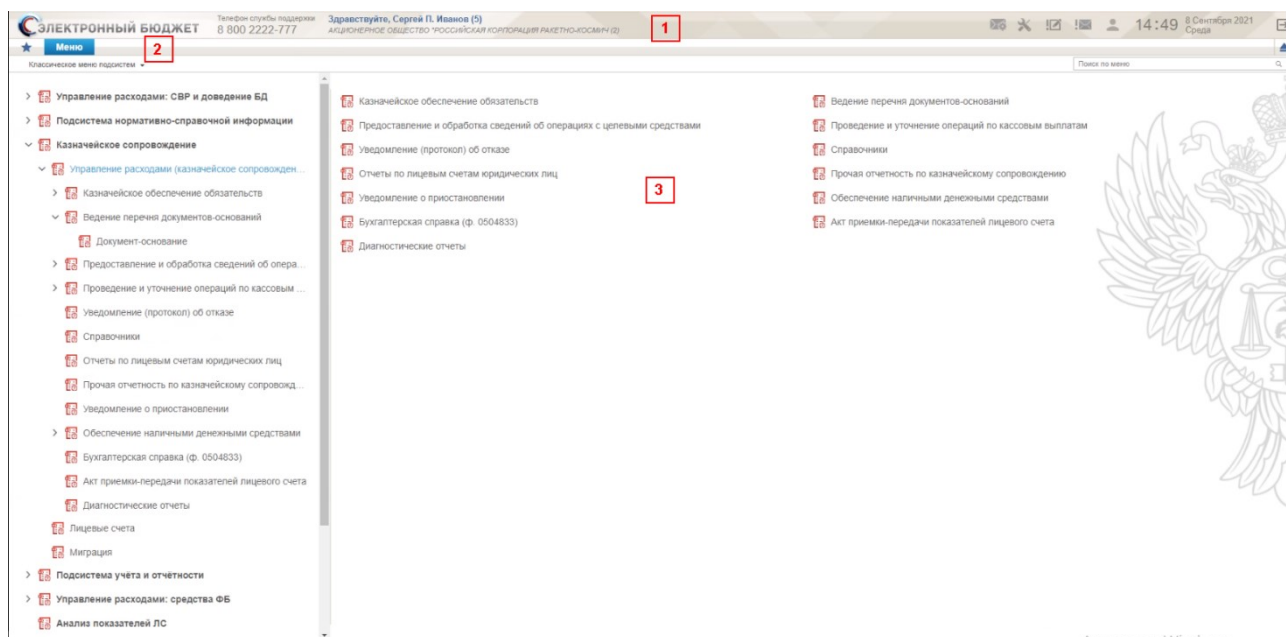 ЭЛЕКТРОННЫЙ БЮДЖЕТ
Телефон службы поддержки
8 800 2222-777
Здравствуйте, Сергей П. Иванов (5)
АКЦИОНЕРНОЕ ОБЩЕСТВО "РОССИЙСКАЯ КОРПОРАЦИЯ РАКЕТНО-КОСМИЧ (2)
1
14:49
8 Сентября 2021
Среда
Меню
2
Классическое меню подсистем
Поиск по меню
Управление расходами: СВР и доведение БД
Подсистема нормативно-справочной информации
Казначейское сопровождение
Управление расходами (казначейское сопровожден...
Казначейское обеспечение обязательств
Ведение перечня документов-оснований
Документ-основание
Предоставление и обработка сведений об опера...
Проведение и уточнение операций по кассовым ...
Уведомление (протокол) об отказе
Справочники
Отчеты по лицевым счетам юридических лиц
Прочая отчетность по казначейскому сопровожд...
Уведомление о приостановлении
Обеспечение наличными денежными средствами
Бухгалтерская справка (ф. 0504833)
Акт приемки-передачи показателей лицевого счета
Диагностические отчеты
Лицевые счета
Миграция
Подсистема учёта и отчётности
Управление расходами: средства ФБ
Анализ показателей ЛС
Казначейское обеспечение обязательств
Предоставление и обработка сведений об операциях с целевыми средствами
Уведомление (протокол) об отказе
Отчеты по лицевым счетам юридических лиц
Уведомление о приостановлении
Бухгалтерская справка (ф. 0504833)
Диагностические отчеты
3
Ведение перечня документов-оснований
Проведение и уточнение операций по кассовым выплатам
Справочники
Прочая отчетность по казначейскому сопровождению
Обеспечение наличными денежными средствами
Акт приемки-передачи показателей лицевого счета